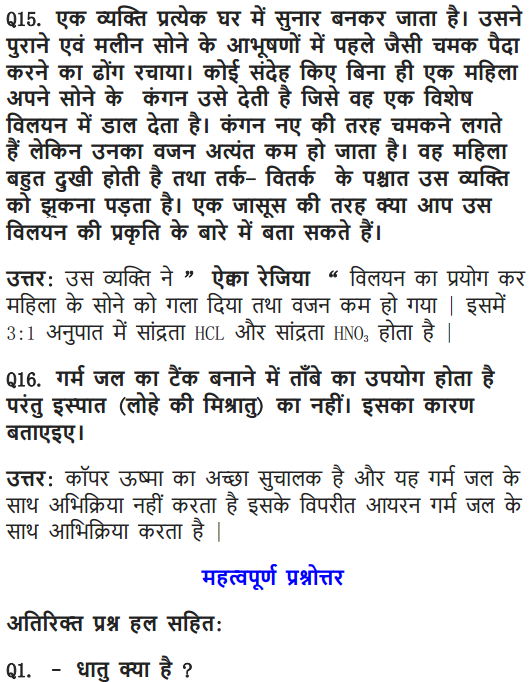 Q15. एक व्यक्ति प्रत्येक घर में सुनार बनकर जाता है। उसने
पुराने एवं मलीन सोने के आभूषणों में पहले जैसी चमक पैदा
करने का ढोंग रचाया। कोई संदेह किए बिना ही एक महिला
अपने सोने के कंगन उसे देती है जिसे वह एक विशेष
विलयन में डाल देता है। कंगन नए की तरह चमकने लगते
हैं लेकिन उनका वजन अत्यंत कम हो जाता है। वह महिला
बहुत दुखी होती है तथा तर्क- वितर्क के पश्चात उस व्यक्ति
को झुकना पड़ता है। एक जासूस की तरह क्या आप उस
विलयन की प्रकृति के बारे में बता सकते हैं।
उत्तर: उस व्यक्ति ने ” ऐक्वा रेजिया “ विलयन का प्रयोग कर
महिला के सोने को गला दिया तथा वजन कम हो गया | इसमें
3:1 अनुपात में सांद्रता HCL और सांद्रता HNO₃ होता है |
Q16. गर्म जल का टैंक बनाने में ताँबे का उपयोग होता है
परंतु इस्पात (लोहे की मिश्रातु) का नहीं। इसका कारण
बताएइए।
उत्तर: कॉपर ऊष्मा का अच्छा सुचालक है और यह गर्म जल के
साथ अभिक्रिया नहीं करता है इसके विपरीत आयरन गर्म जल के
साथ आभिक्रिया करता है |
महत्वपूर्ण प्रश्नोत्तर
अतिरिक्त प्रश्न हल सहित:
Q1. - धातु क्या है ?